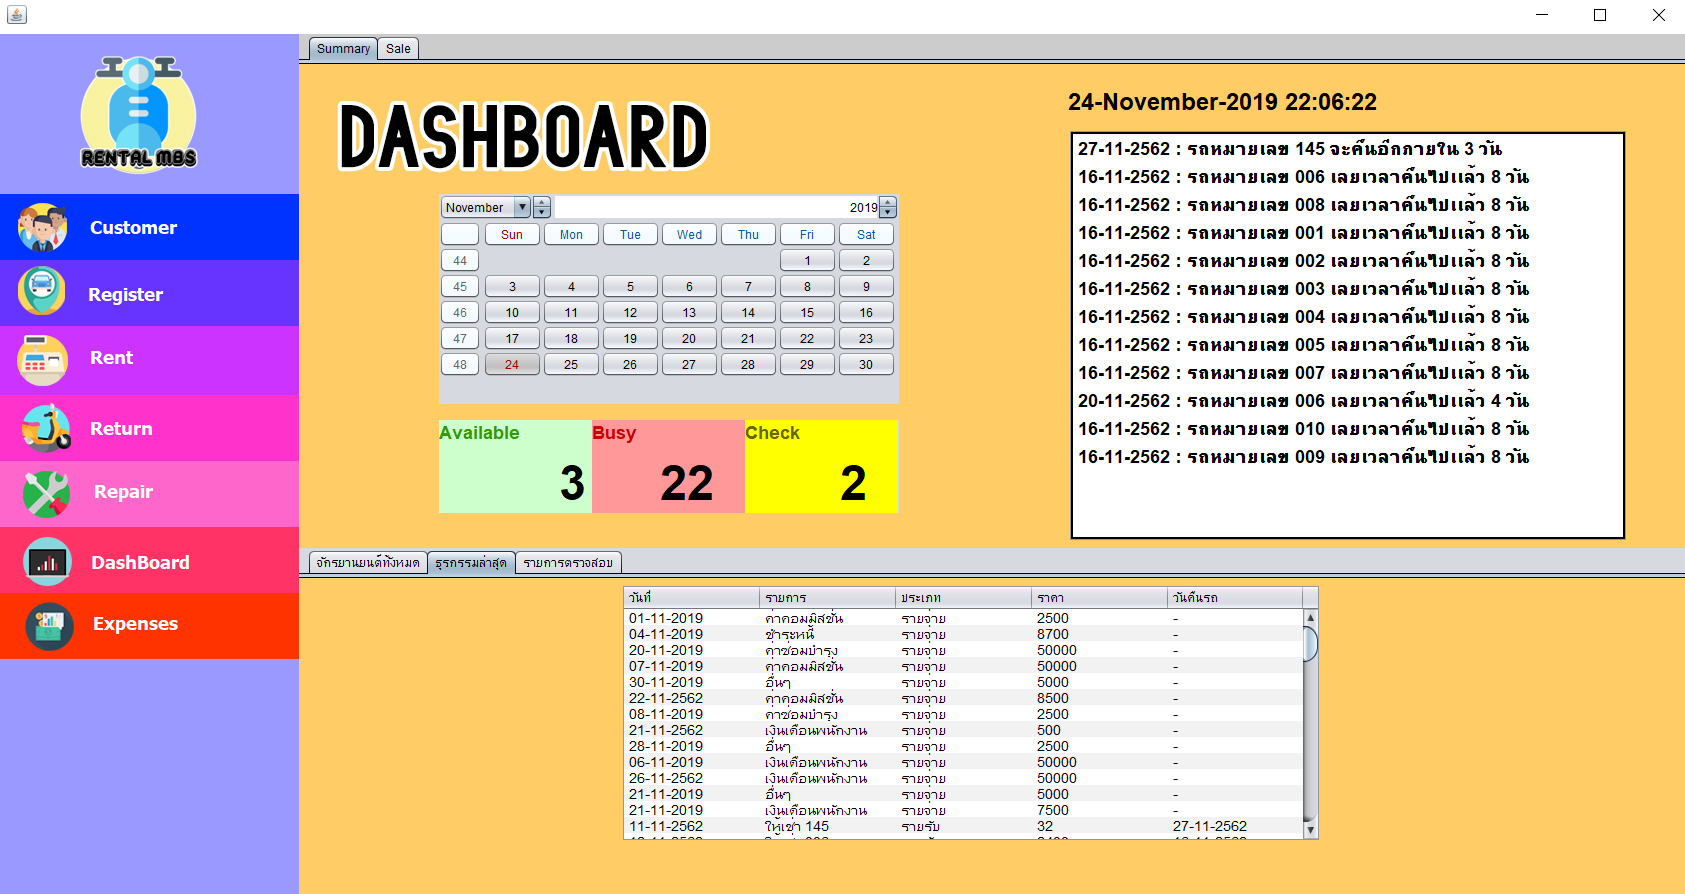 Summary Sale
RENTAL MBS
Customer
Register
Rent
Return
Repair
DashBoard
Expenses
DASHBOARD
November 2019
Sun Mon Tue Wed Thu Fri Sat
44 1 2
45 3 4 5 6 7 8 9
46 10 11 12 13 14 15 16
47 17 18 19 20 21 22 23
48 24 25 26 27 28 29 30
Available Busy Check
3 22 2
24-November-2019 22:06:22
27-11-2562 : รถหมายเลข 145 จะคืนอีกภายใน 3 วัน
16-11-2562 : รถหมายเลข 006 เลยเวลาคืนไปแล้ว 8 วัน
16-11-2562 : รถหมายเลข 008 เลยเวลาคืนไปแล้ว 8 วัน
16-11-2562 : รถหมายเลข 001 เลยเวลาคืนไปแล้ว 8 วัน
16-11-2562 : รถหมายเลข 002 เลยเวลาคืนไปแล้ว 8 วัน
16-11-2562 : รถหมายเลข 003 เลยเวลาคืนไปแล้ว 8 วัน
16-11-2562 : รถหมายเลข 004 เลยเวลาคืนไปแล้ว 8 วัน
16-11-2562 : รถหมายเลข 005 เลยเวลาคืนไปแล้ว 8 วัน
16-11-2562 : รถหมายเลข 007 เลยเวลาคืนไปแล้ว 8 วัน
20-11-2562 : รถหมายเลข 006 เลยเวลาคืนไปแล้ว 4 วัน
16-11-2562 : รถหมายเลข 010 เลยเวลาคืนไปแล้ว 8 วัน
16-11-2562 : รถหมายเลข 009 เลยเวลาคืนไปแล้ว 8 วัน
จักรยานยนต์ทั้งหมด ธุรกรรมล่าสุด รายการตรวจสอบ
วันที่ รายการ ประเภท ราคา วันคืนรถ
01-11-2019 ค่าคอมมิสชั่น รายจ่าย 2500 -
04-11-2019 ชำระหนี้ รายจ่าย 8700 -
20-11-2019 ค่าซ่อมบำรุง รายจ่าย 50000 -
07-11-2019 ค่าคอมมิสชั่น รายจ่าย 50000 -
30-11-2019 อื่นๆ รายจ่าย 5000 -
22-11-2562 ค่าคอมมิสชั่น รายจ่าย 8500 -
08-11-2019 ค่าซ่อมบำรุง รายจ่าย 2500 -
21-11-2562 เงินเดือนพนักงาน รายจ่าย 500 -
28-11-2019 อื่นๆ รายจ่าย 2500 -
06-11-2019 เงินเดือนพนักงาน รายจ่าย 50000 -
26-11-2562 เงินเดือนพนักงาน รายจ่าย 50000 -
21-11-2019 อื่นๆ รายจ่าย 5000 -
21-11-2019 เงินเดือนพนักงาน รายจ่าย 7500 -
11-11-2562 ให้เช่า 145 รายรับ 32 27-11-2562